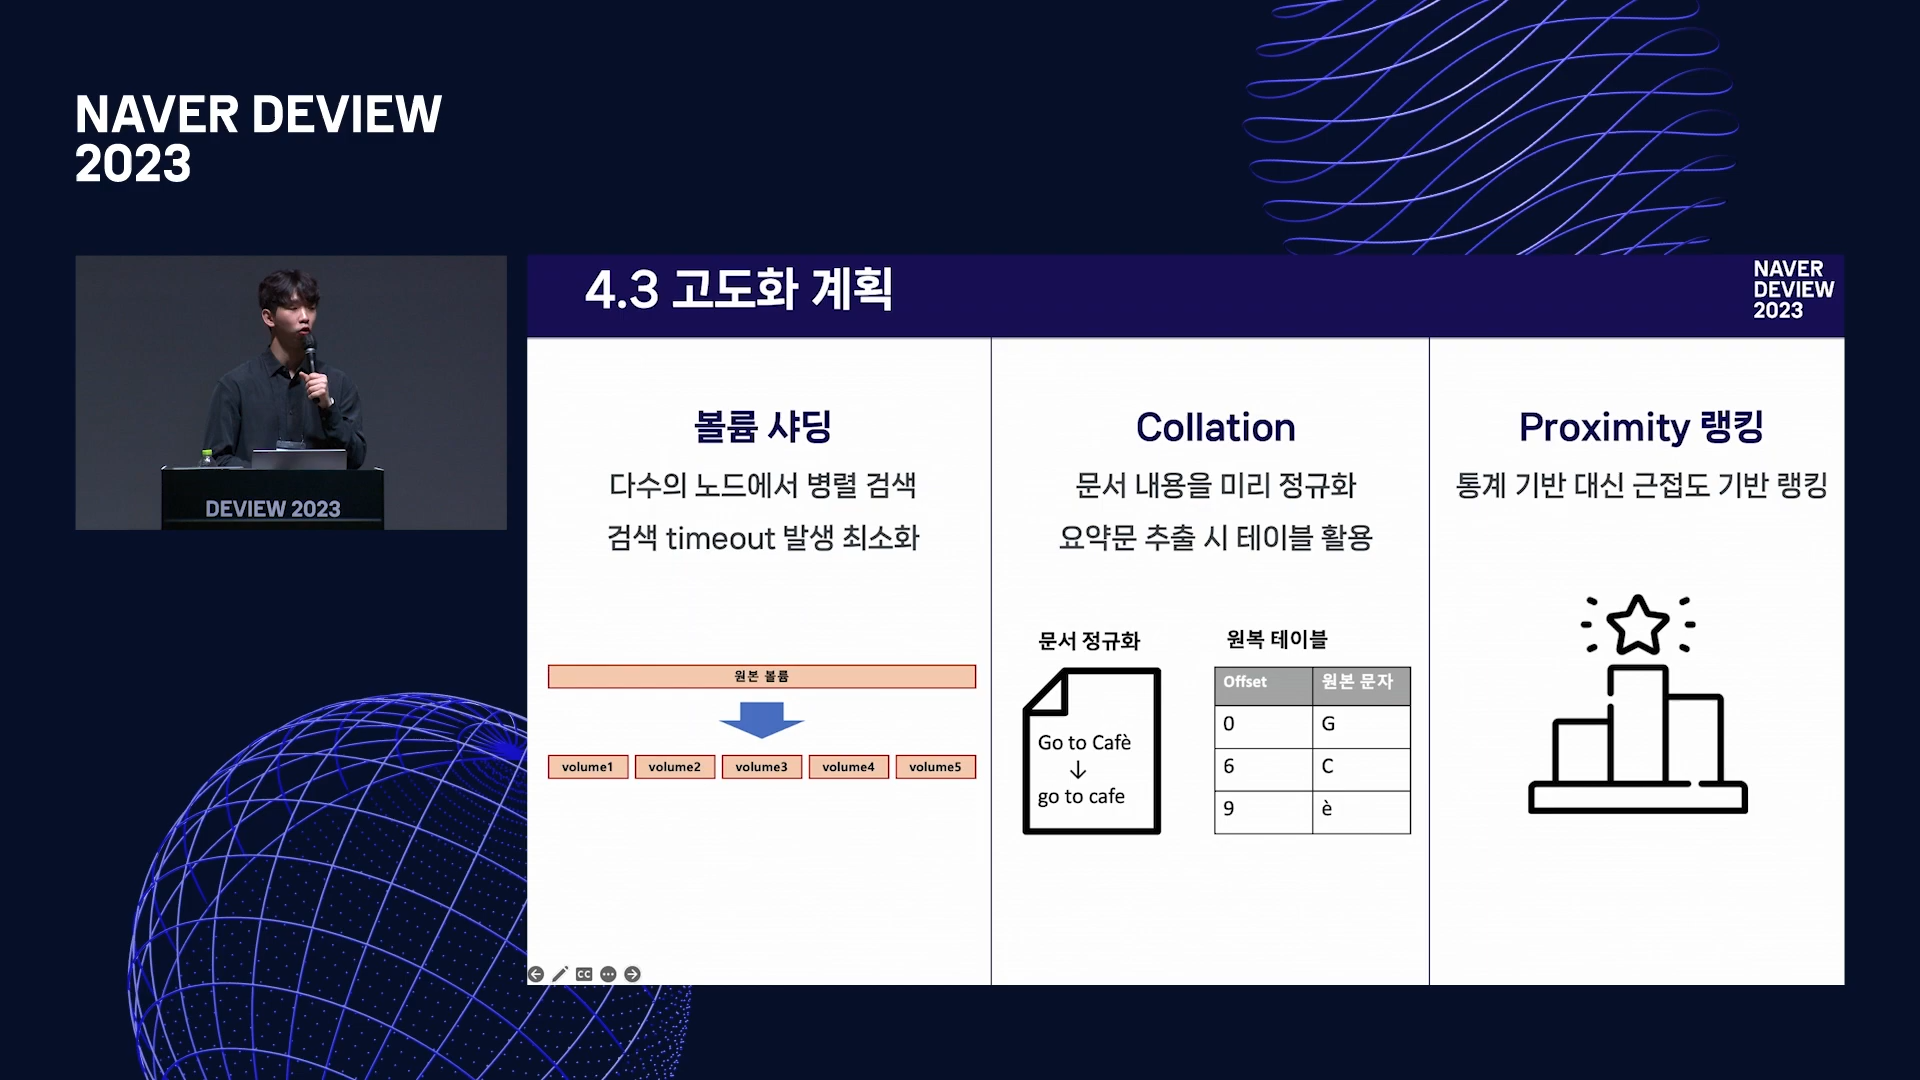 NAVER DEVIEW
2023
DEVIEW 2023
4.3 고도화 계획
NAVER
DEVIEW
2023
볼륨 샤딩
다수의 노드에서 병렬 검색
검색 timeout 발생 최소화
원본 볼륨
volume1 volume2 volume3 volume4 volume5
Collation
문서 내용을 미리 정규화
요약문 추출 시 테이블 활용
문서 정규화
Go to Cafè
↓
go to cafe
원복 테이블
Offset 원본 문자
0 G
6 C
9 è
Proximity 랭킹
통계 기반 대신 근접도 기반 랭킹
CC